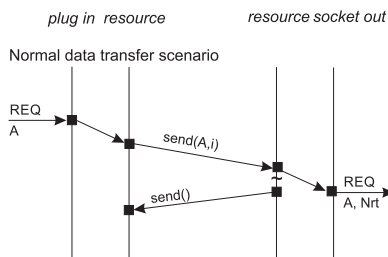 plug in resource
resource socket out
Normal data transfer scenario
REQ
A
send(A,i)
~
send()
REQ
A, Nrt